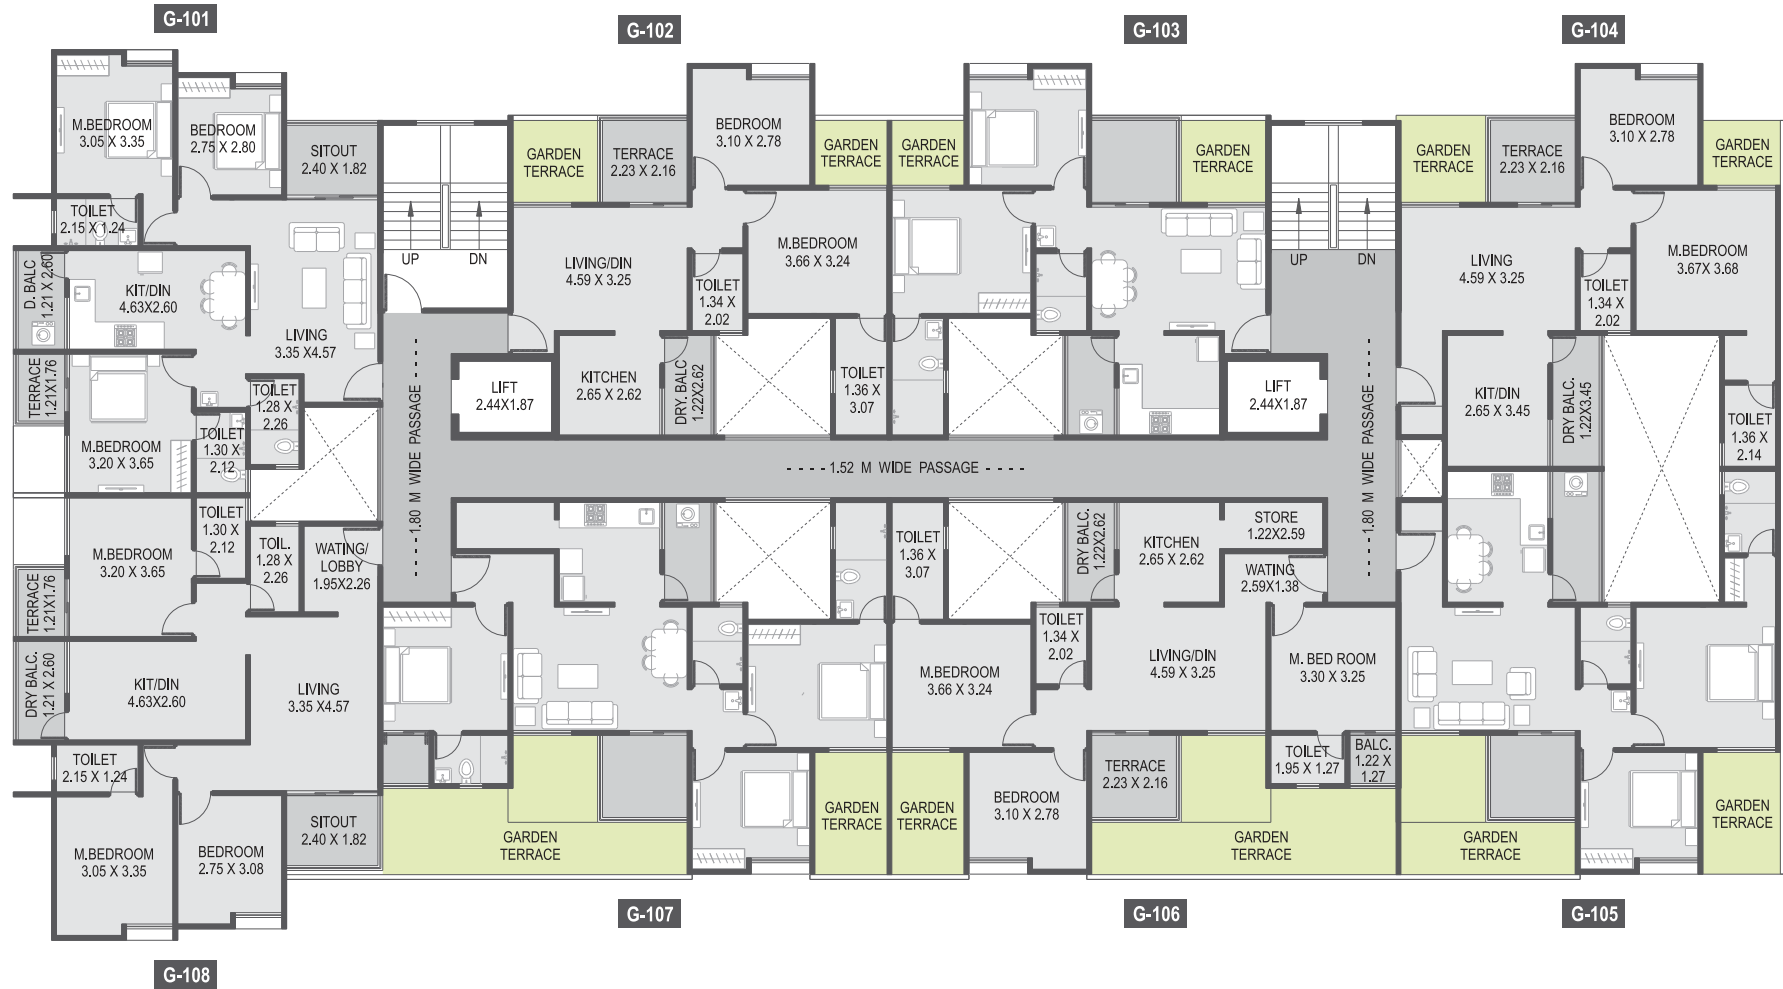 G-101
G-102
G-103
G-104
M.BEDROOM
3.05 X 3.35
BEDROOM
2.75 X 2.80
SITOUT
2.40 X 1.82
TOILET
2.15 X 1.24
D. BALC
1.21 X 2.60
KIT/DIN
4.63X2.60
LIVING
3.35 X4.57
TERRACE
1.21X1.76
M.BEDROOM
3.20 X 3.65
TOILET
1.30 X
2.12
TOILET
1.28 X
2.26
UP
DN
GARDEN
TERRACE
TERRACE
2.23 X 2.16
BEDROOM
3.10 X 2.78
GARDEN
TERRACE
LIVING/DIN
4.59 X 3.25
M.BEDROOM
3.66 X 3.24
TOILET
1.34 X
2.02
KITCHEN
2.65 X 2.62
DRY. BALC
1.22X2.62
TOILET
1.36 X
3.07
LIFT
2.44X1.87
GARDEN
TERRACE
GARDEN
TERRACE
LIFT
2.44X1.87
UP
DN
GARDEN
TERRACE
TERRACE
2.23 X 2.16
BEDROOM
3.10 X 2.78
GARDEN
TERRACE
LIVING
4.59 X 3.25
M.BEDROOM
3.67X 3.68
TOILET
1.34 X
2.02
KIT/DIN
2.65 X 3.45
DRY BALC.
1.22X3.45
TOILET
1.36 X
2.14
1.80 M WIDE PASSAGE
1.52 M WIDE PASSAGE
1.80 M WIDE PASSAGE
M.BEDROOM
3.20 X 3.65
TOILET
1.30 X
2.12
TOIL.
1.28 X
2.26
WATING/
LOBBY
1.95X2.26
TERRACE
1.21X1.76
DRY BALC.
1.21 X 2.60
KIT/DIN
4.63X2.60
LIVING
3.35 X4.57
TOILET
2.15 X 1.24
M.BEDROOM
3.05 X 3.35
BEDROOM
2.75 X 3.08
SITOUT
2.40 X 1.82
GARDEN
TERRACE
GARDEN
TERRACE
TOILET
1.36 X
3.07
DRY BALC.
1.22X2.62
KITCHEN
2.65 X 2.62
STORE
1.22X2.59
WATING
2.59X1.38
TOILET
1.34 X
2.02
M.BEDROOM
3.66 X 3.24
LIVING/DIN
4.59 X 3.25
M. BED ROOM
3.30 X 3.25
GARDEN
TERRACE
BEDROOM
3.10 X 2.78
TERRACE
2.23 X 2.16
TOILET
1.95 X 1.27
BALC.
1.22 X
1.27
GARDEN
TERRACE
GARDEN
TERRACE
GARDEN
TERRACE
G-107
G-106
G-105
G-108